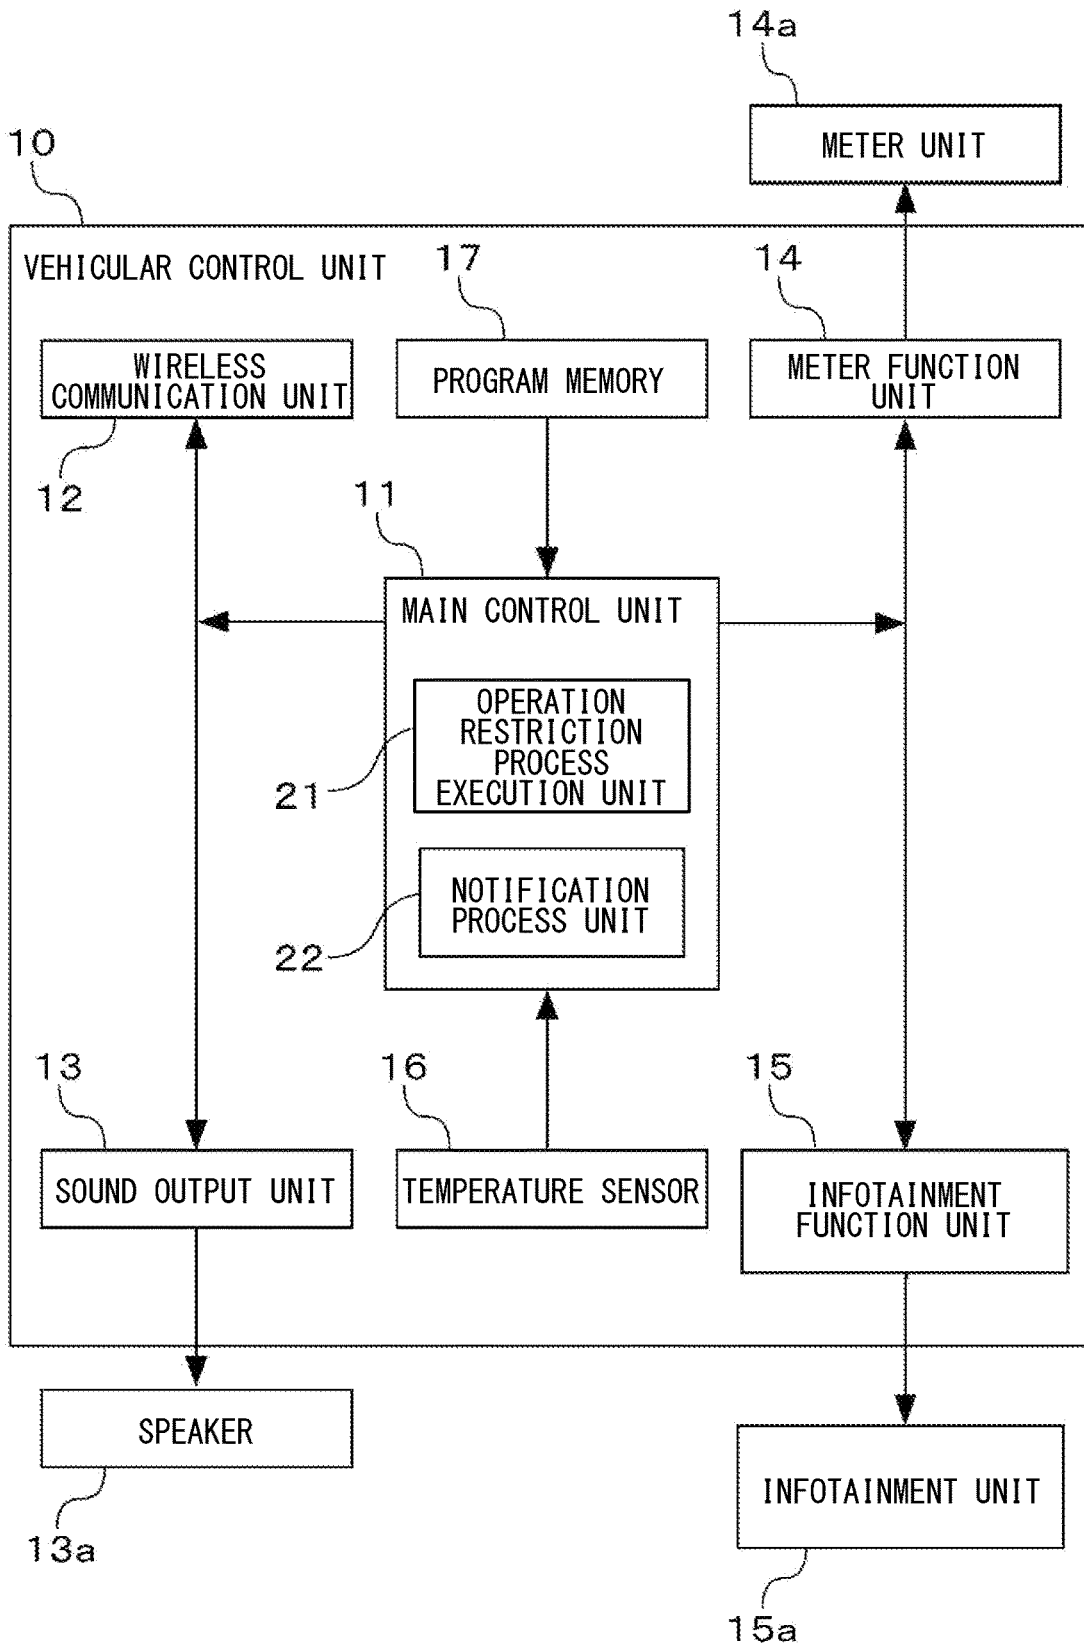 14a
METER UNIT
10
VEHICULAR CONTROL UNIT
17
14
WIRELESS
COMMUNICATION UNIT
PROGRAM MEMORY
METER FUNCTION
UNIT
12
11
MAIN CONTROL UNIT
OPERATION
RESTRICTION
PROCESS
EXECUTION UNIT
21
NOTIFICATION
PROCESS UNIT
22
13
16
15
SOUND OUTPUT UNIT
TEMPERATURE SENSOR
INFOTAINMENT
FUNCTION UNIT
SPEAKER
13a
INFOTAINMENT UNIT
15a